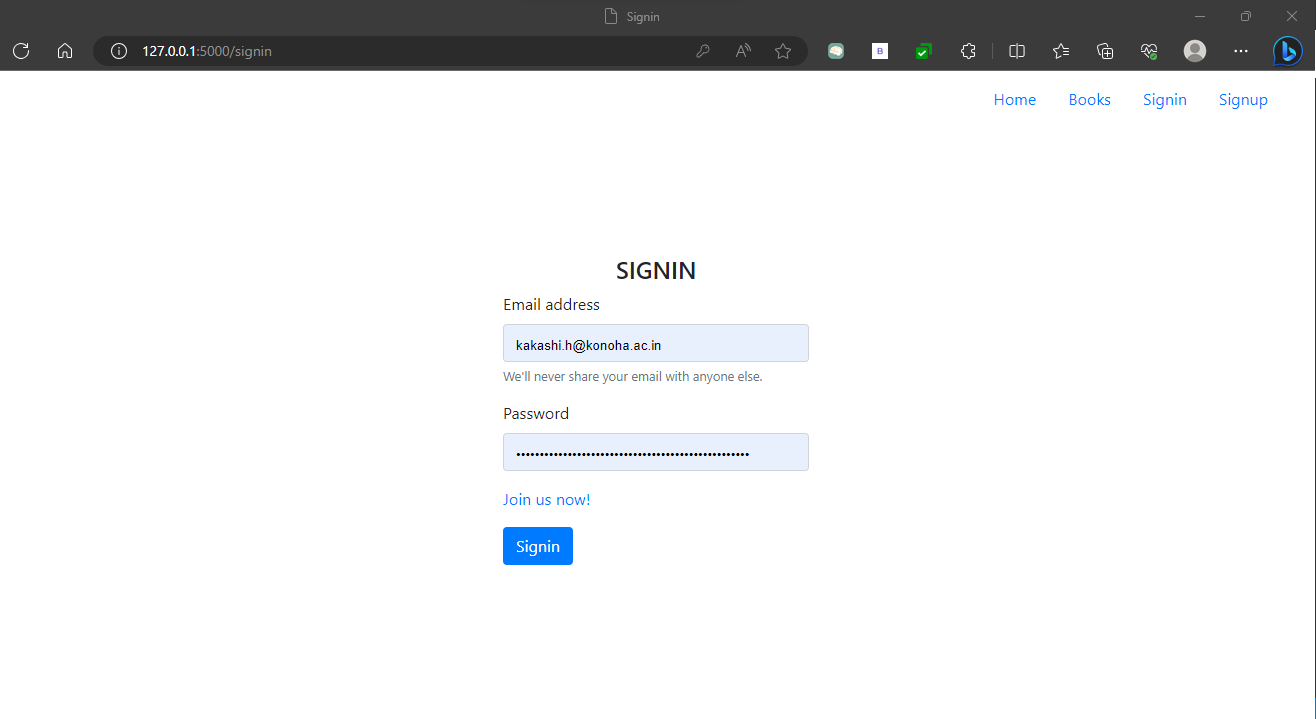 Signin
127.0.0.1:5000/signin
Home Books Signin Signup
SIGNIN
Email address
kakashi.h@konoha.ac.in
We'll never share your email with anyone else.
Password
••••••••••••••••••••••••••••••••••••••••••••••••••
Join us now!
Signin